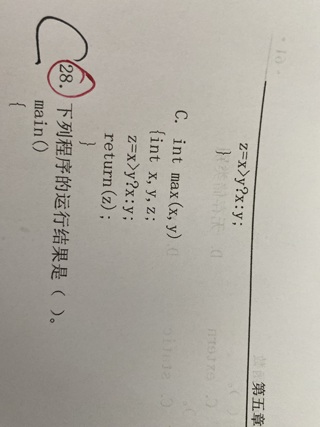 第五章
z=x>y?x:y;
}
C. int max(x,y)
{int x,y,z;
z=x>y?x:y;
return(z);
}
28. 下列程序的运行结果是（ ）。
main()
{